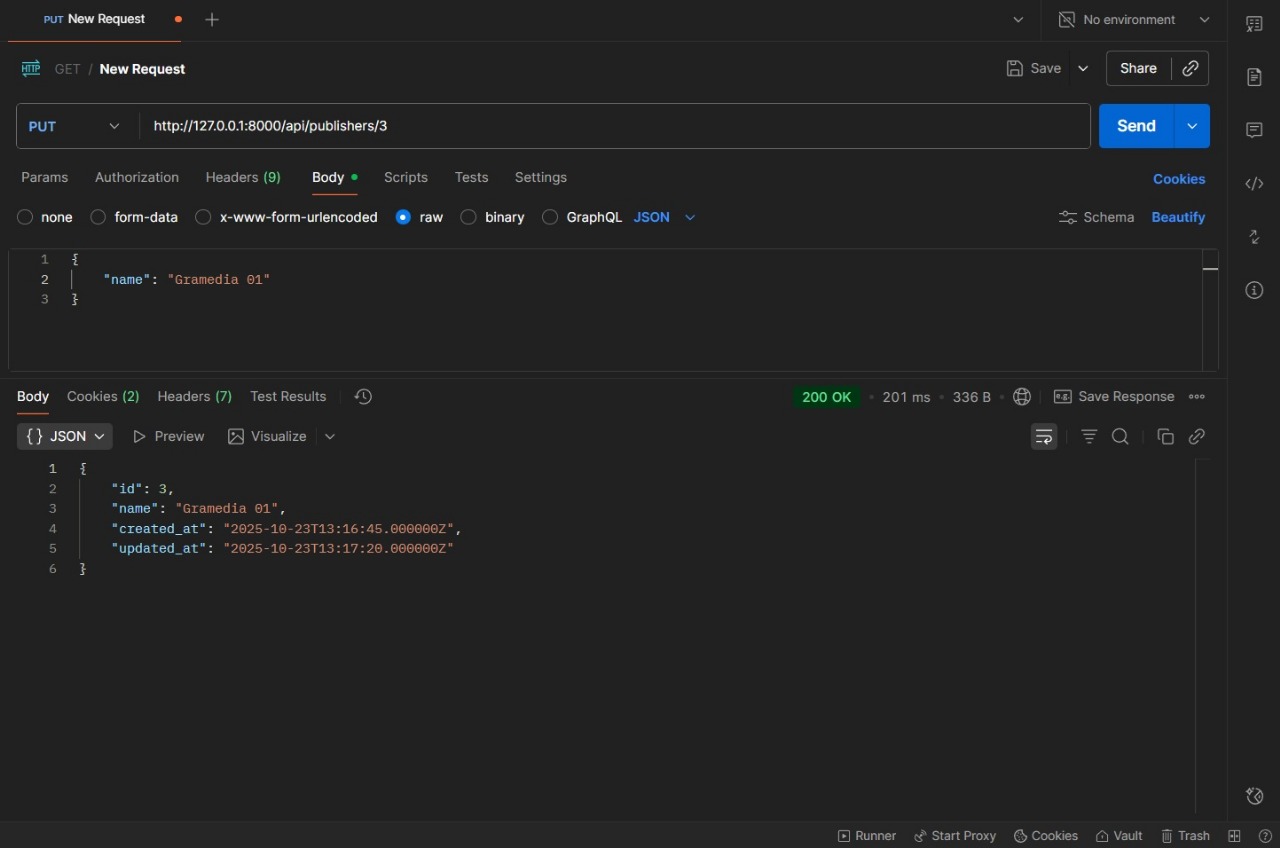 PUT New Request
No environment
HTTP GET / New Request
Save
Share
PUT http://127.0.0.1:8000/api/publishers/3
Send
Params Authorization Headers (9) Body Scripts Tests Settings
Cookies
none form-data x-www-form-urlencoded raw binary GraphQL JSON
Schema Beautify
1 {
2 "name": "Gramedia 01"
3 }
Body Cookies (2) Headers (7) Test Results
200 OK • 201 ms • 336 B
e.g. Save Response
{} JSON Preview Visualize
1 {
2 "id": 3,
3 "name": "Gramedia 01",
4 "created_at": "2025-10-23T13:16:45.000000Z",
5 "updated_at": "2025-10-23T13:17:20.000000Z"
6 }
Runner Start Proxy Cookies Vault Trash